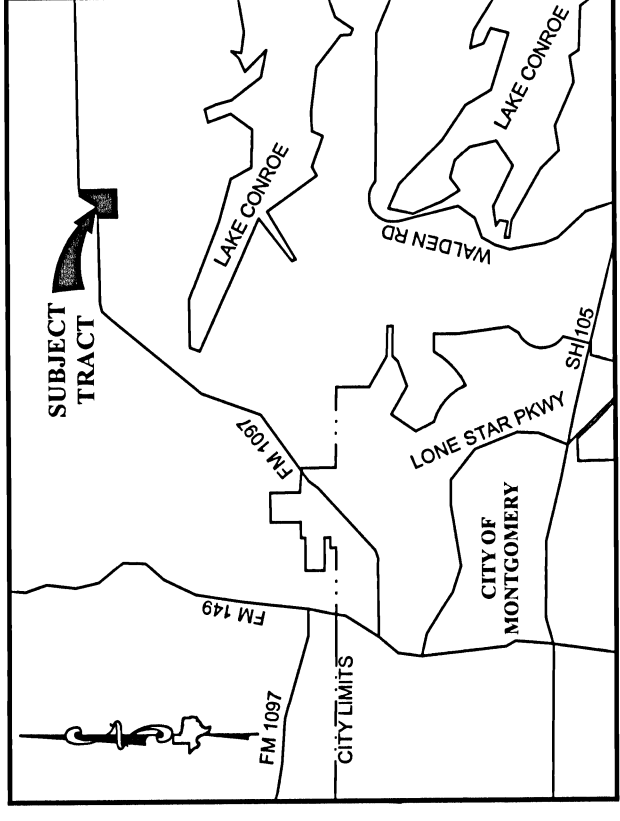 SUBJECT
TRACT
LAKE CONROE
LAKE CONROE
WALDEN RD
FM 1097
SH 105
LONE STAR PKWY
CITY OF
MONTGOMERY
FM 149
FM 1097
CITY LIMITS